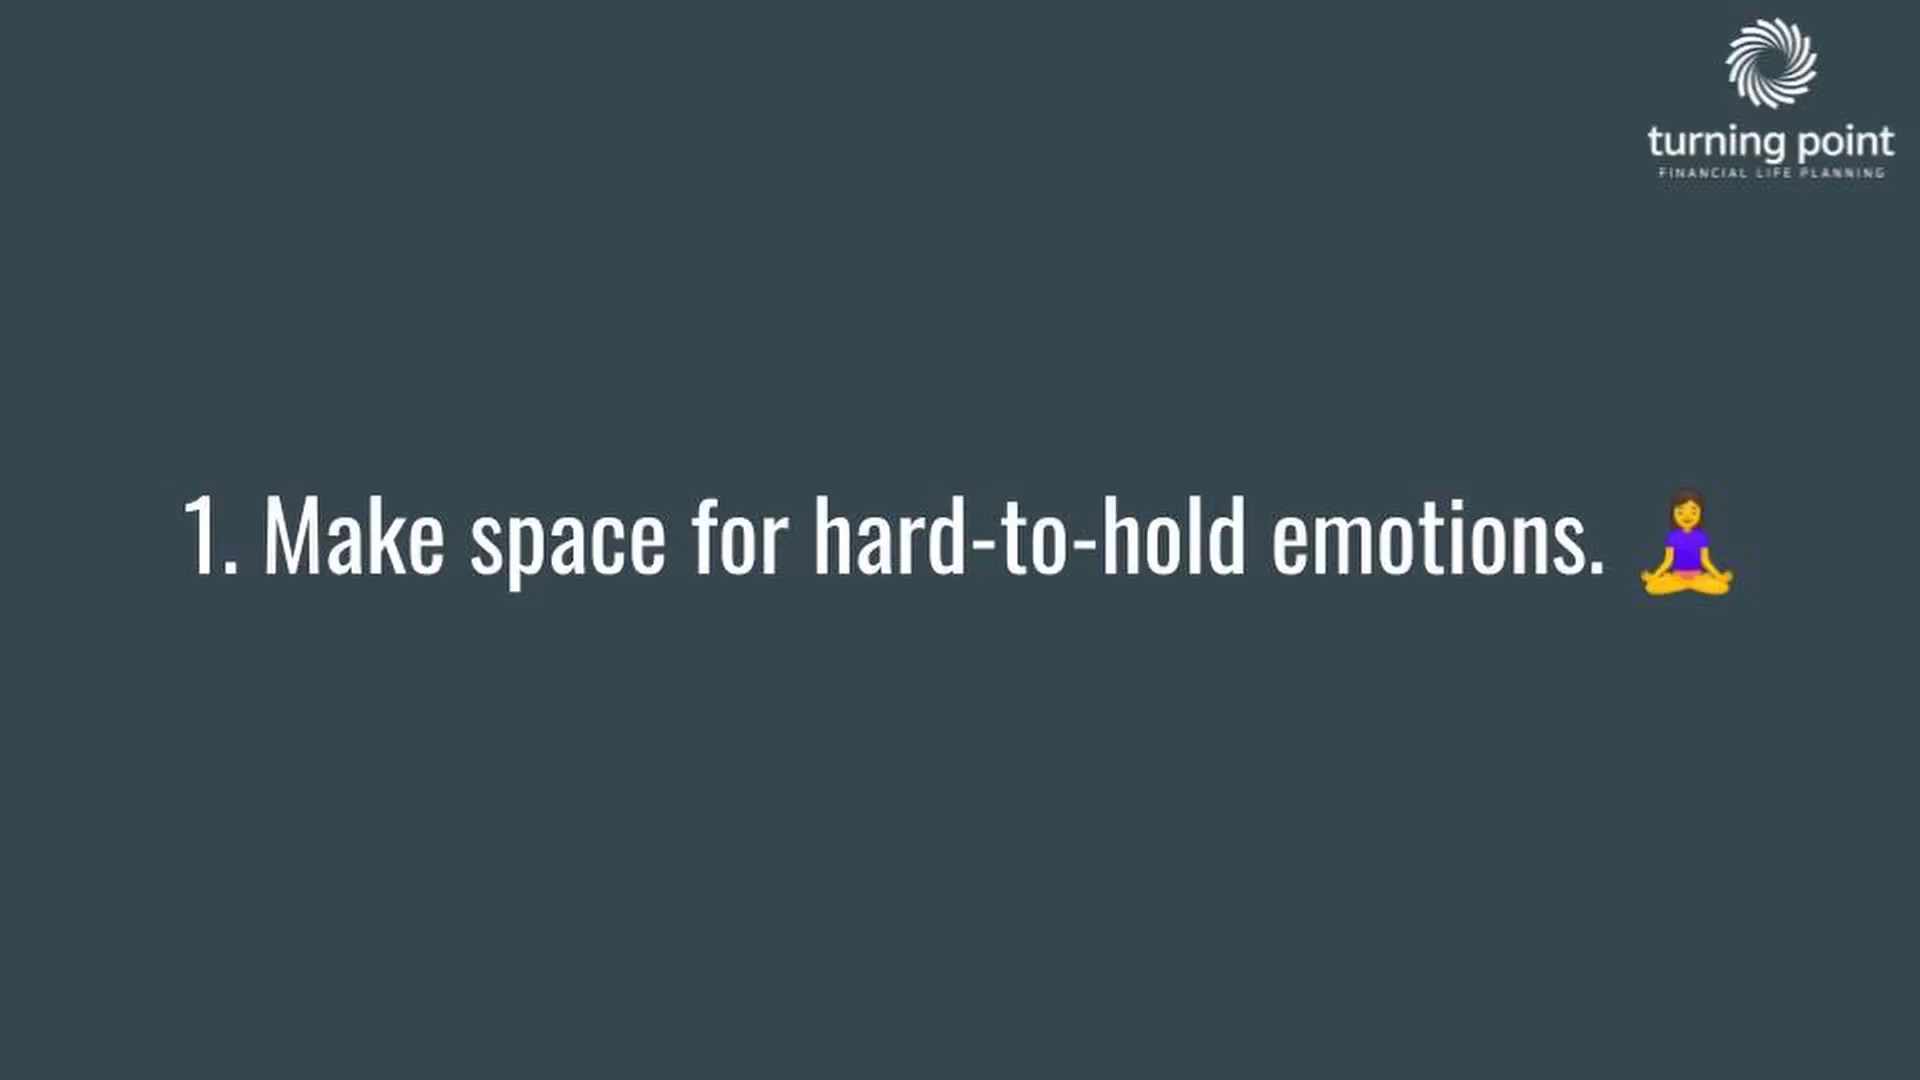 turning point
FINANCIAL LIFE PLANNING
1. Make space for hard-to-hold emotions. 🧘‍♀️